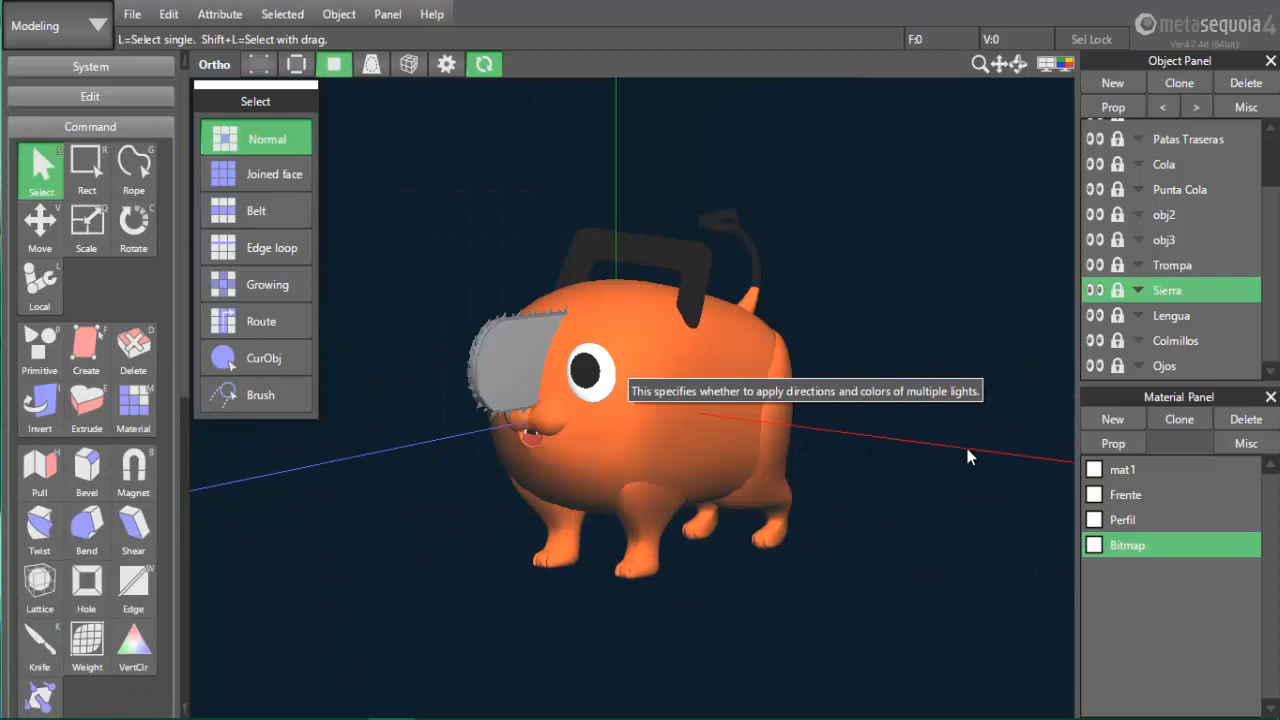 Modeling
File Edit Attribute Selected Object Panel Help
L=Select single. Shift+L=Select with drag.
F:0
V:0
Sel Lock
metasequoia 4
Ver4.7.4d (64bit)
System
Edit
Command
Select S
Rect R
Rope G
Move V
Scale Q
Rotate C
Local L
Primitive P
Create F
Delete D
Invert I
Extrude E
Material M
Pull H
Bevel
Magnet B
Twist
Bend
Shear
Lattice
Hole
Edge W
Knife K
Weight
VertClr
Ortho
Select
Normal
Joined face
Belt
Edge loop
Growing
Route
CurObj
Brush
This specifies whether to apply directions and colors of multiple lights.
Object Panel
New Clone Delete
Prop < > Misc
Patas Traseras
Cola
Punta Cola
obj2
obj3
Trompa
Sierra
Lengua
Colmillos
Ojos
Material Panel
New Clone Delete
Prop Misc
mat1
Frente
Perfil
Bitmap